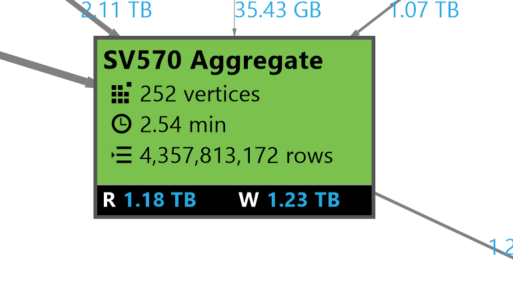 2.11 TB 35.43 GB 1.07 TB
SV570 Aggregate
252 vertices
2.54 min
4,357,813,172 rows
R 1.18 TB W 1.23 TB